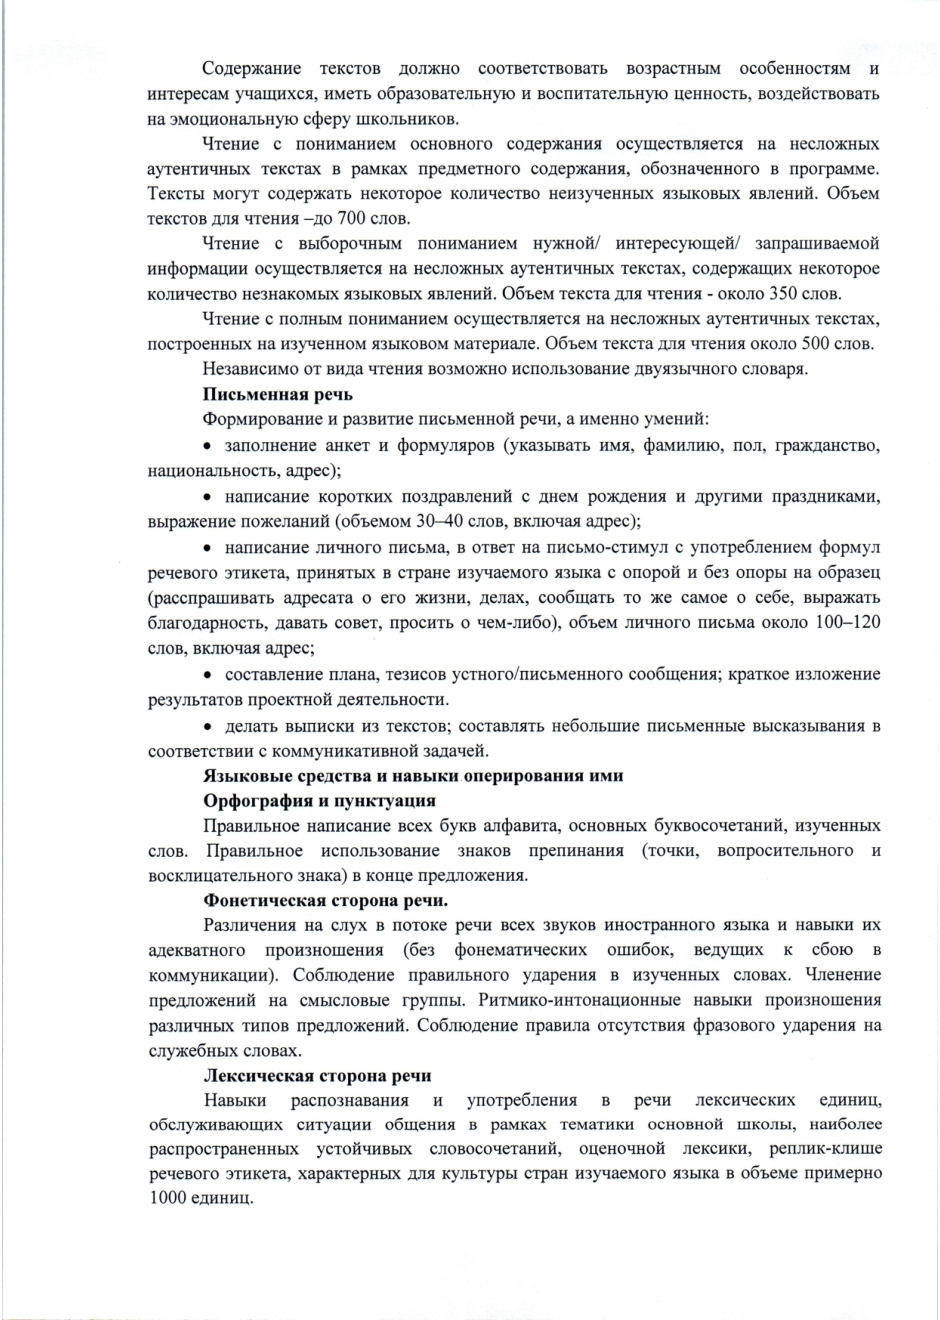 Содержание текстов должно соответствовать возрастным особенностям и
интересам учащихся, иметь образовательную и воспитательную ценность, воздействовать
на эмоциональную сферу школьников.
Чтение с пониманием основного содержания осуществляется на несложных
аутентичных текстах в рамках предметного содержания, обозначенного в программе.
Тексты могут содержать некоторое количество неизученных языковых явлений. Объем
текстов для чтения –до 700 слов.
Чтение с выборочным пониманием нужной/ интересующей/ запрашиваемой
информации осуществляется на несложных аутентичных текстах, содержащих некоторое
количество незнакомых языковых явлений. Объем текста для чтения - около 350 слов.
Чтение с полным пониманием осуществляется на несложных аутентичных текстах,
построенных на изученном языковом материале. Объем текста для чтения около 500 слов.
Независимо от вида чтения возможно использование двуязычного словаря.
Письменная речь
Формирование и развитие письменной речи, а именно умений:
• заполнение анкет и формуляров (указывать имя, фамилию, пол, гражданство,
национальность, адрес);
• написание коротких поздравлений с днем рождения и другими праздниками,
выражение пожеланий (объемом 30–40 слов, включая адрес);
• написание личного письма, в ответ на письмо-стимул с употреблением формул
речевого этикета, принятых в стране изучаемого языка с опорой и без опоры на образец
(расспрашивать адресата о его жизни, делах, сообщать то же самое о себе, выражать
благодарность, давать совет, просить о чем-либо), объем личного письма около 100–120
слов, включая адрес;
• составление плана, тезисов устного/письменного сообщения; краткое изложение
результатов проектной деятельности.
• делать выписки из текстов; составлять небольшие письменные высказывания в
соответствии с коммуникативной задачей.
Языковые средства и навыки оперирования ими
Орфография и пунктуация
Правильное написание всех букв алфавита, основных буквосочетаний, изученных
слов. Правильное использование знаков препинания (точки, вопросительного и
восклицательного знака) в конце предложения.
Фонетическая сторона речи.
Различения на слух в потоке речи всех звуков иностранного языка и навыки их
адекватного произношения (без фонематических ошибок, ведущих к сбою в
коммуникации). Соблюдение правильного ударения в изученных словах. Членение
предложений на смысловые группы. Ритмико-интонационные навыки произношения
различных типов предложений. Соблюдение правила отсутствия фразового ударения на
служебных словах.
Лексическая сторона речи
Навыки распознавания и употребления в речи лексических единиц,
обслуживающих ситуации общения в рамках тематики основной школы, наиболее
распространенных устойчивых словосочетаний, оценочной лексики, реплик-клише
речевого этикета, характерных для культуры стран изучаемого языка в объеме примерно
1000 единиц.